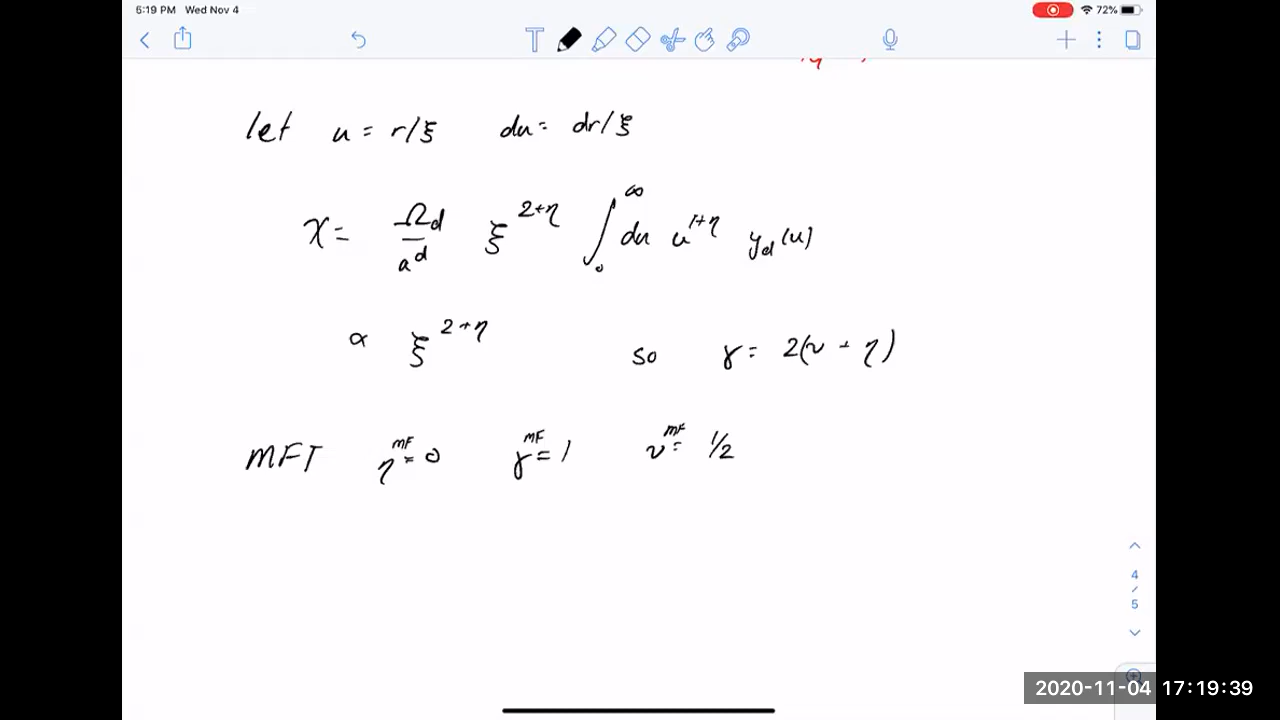 6:19 PM Wed Nov 4
72%
T
let u = r/ξ du = dr/ξ
χ = Ω_d/a^d ξ^{2+η} ∫_0^∞ du u^{1+η} y_d(u)
∝ ξ^{2+η} so γ = 2(ν + η)
MFT η^{MF} = 0 γ^{MF} = 1 ν^{MF} = 1/2
4
/
5
2020-11-04 17:19:39